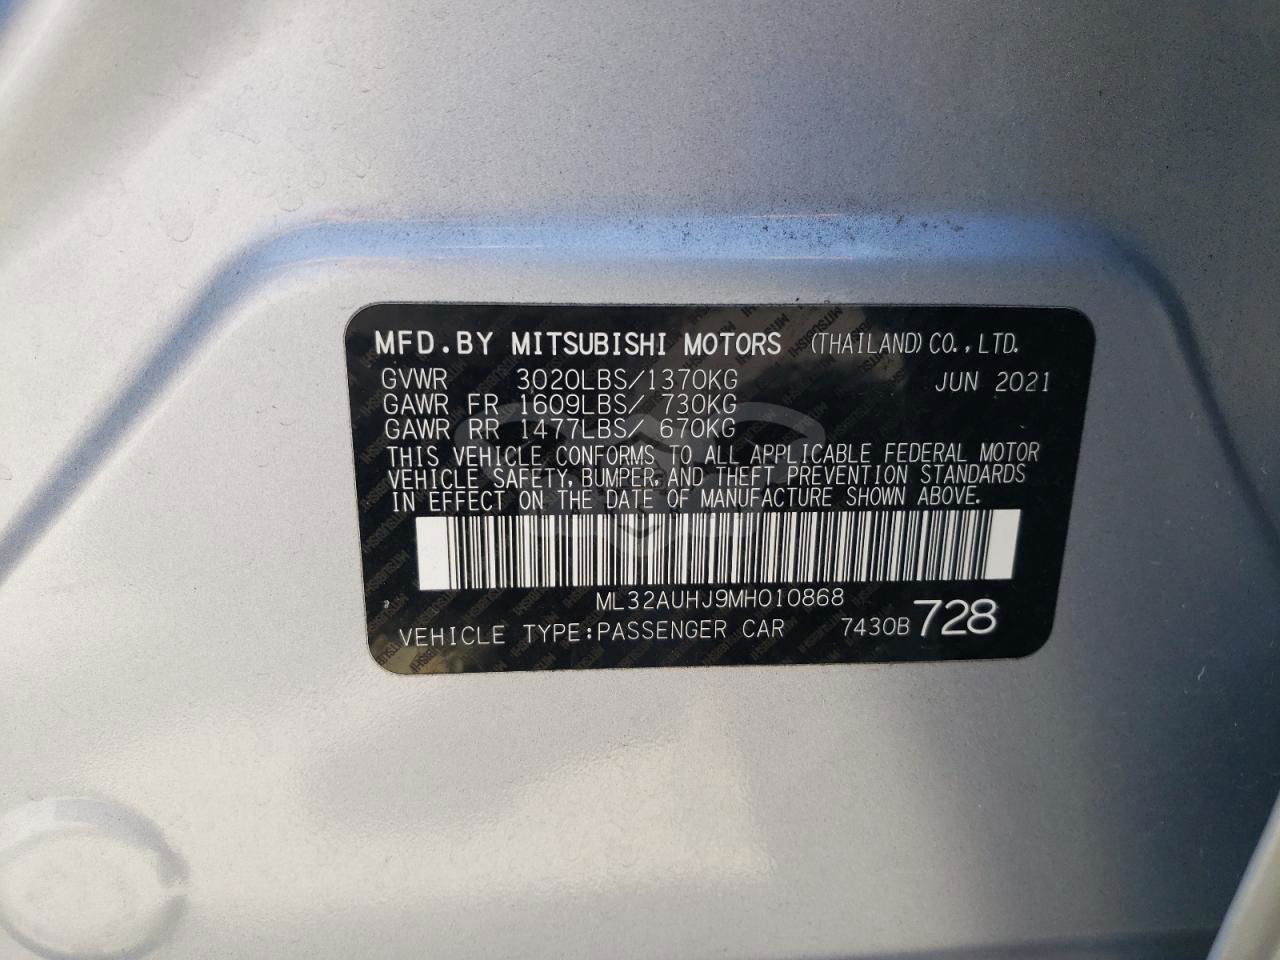 MFD.BY MITSUBISHI MOTORS (THAILAND)CO.,LTD.
GVWR 3020LBS/1370KG JUN 2021
GAWR FR 1609LBS/ 730KG
GAWR RR 1477LBS/ 670KG
THIS VEHICLE CONFORMS TO ALL APPLICABLE FEDERAL MOTOR
VEHICLE SAFETY, BUMPER, AND THEFT PREVENTION STANDARDS
IN EFFECT ON THE DATE OF MANUFACTURE SHOWN ABOVE.
ML32AUHJ9MH010868
VEHICLE TYPE:PASSENGER CAR 7430B 728